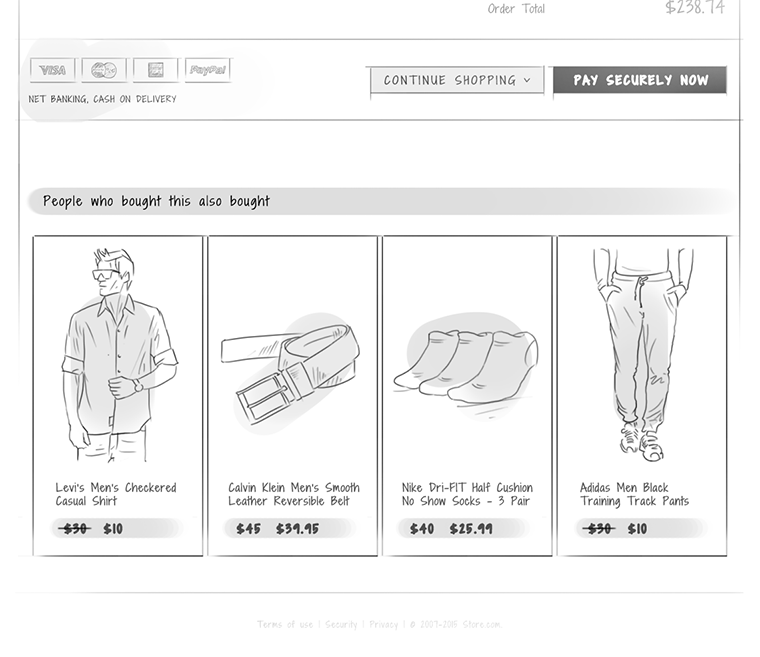 Order Total $238.74
VISA PayPal
NET BANKING, CASH ON DELIVERY
CONTINUE SHOPPING PAY SECURELY NOW
People who bought this also bought
Levi's Men's Checkered
Casual Shirt
$30 $10
Calvin Klein Men's Smooth
Leather Reversible Belt
$45 $39.95
Nike Dri-FIT Half Cushion
No Show Socks - 3 Pair
$40 $25.99
Adidas Men Black
Training Track Pants
$30 $10
Terms of use | Security | Privacy | © 2007-2015 Store.com